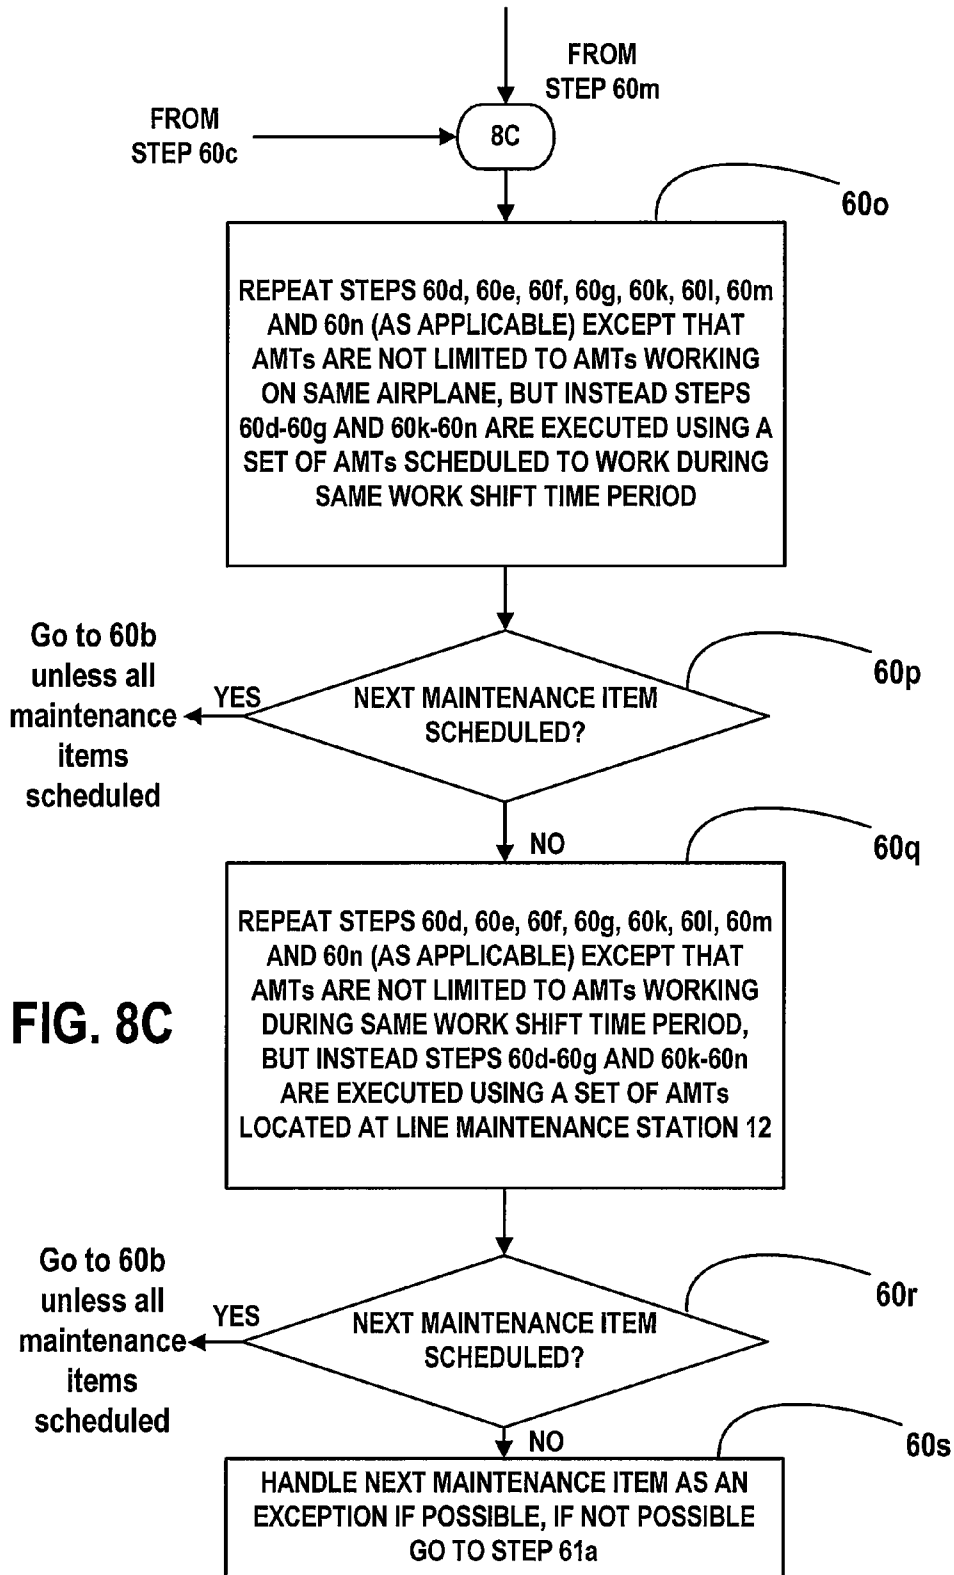 FROM
STEP 60m
FROM
STEP 60c
8C
60o
REPEAT STEPS 60d, 60e, 60f, 60g, 60k, 60l, 60m
AND 60n (AS APPLICABLE) EXCEPT THAT
AMTs ARE NOT LIMITED TO AMTs WORKING
ON SAME AIRPLANE, BUT INSTEAD STEPS
60d-60g AND 60k-60n ARE EXECUTED USING A
SET OF AMTs SCHEDULED TO WORK DURING
SAME WORK SHIFT TIME PERIOD
60p
NEXT MAINTENANCE ITEM
SCHEDULED?
YES
Go to 60b
unless all
maintenance
items
scheduled
NO
60q
REPEAT STEPS 60d, 60e, 60f, 60g, 60k, 60l, 60m
AND 60n (AS APPLICABLE) EXCEPT THAT
AMTs ARE NOT LIMITED TO AMTs WORKING
DURING SAME WORK SHIFT TIME PERIOD,
BUT INSTEAD STEPS 60d-60g AND 60k-60n
ARE EXECUTED USING A SET OF AMTs
LOCATED AT LINE MAINTENANCE STATION 12
FIG. 8C
60r
NEXT MAINTENANCE ITEM
SCHEDULED?
YES
Go to 60b
unless all
maintenance
items
scheduled
NO
60s
HANDLE NEXT MAINTENANCE ITEM AS AN
EXCEPTION IF POSSIBLE, IF NOT POSSIBLE
GO TO STEP 61a